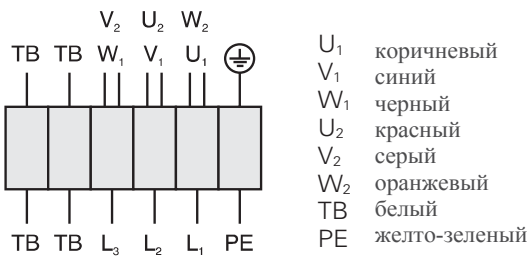 V₂ U₂ W₂
TB TB W₁ V₁ U₁
TB TB L₃ L₂ L₁ PE
U₁ коричневый
V₁ синий
W₁ черный
U₂ красный
V₂ серый
W₂ оранжевый
TB белый
PE желто-зеленый